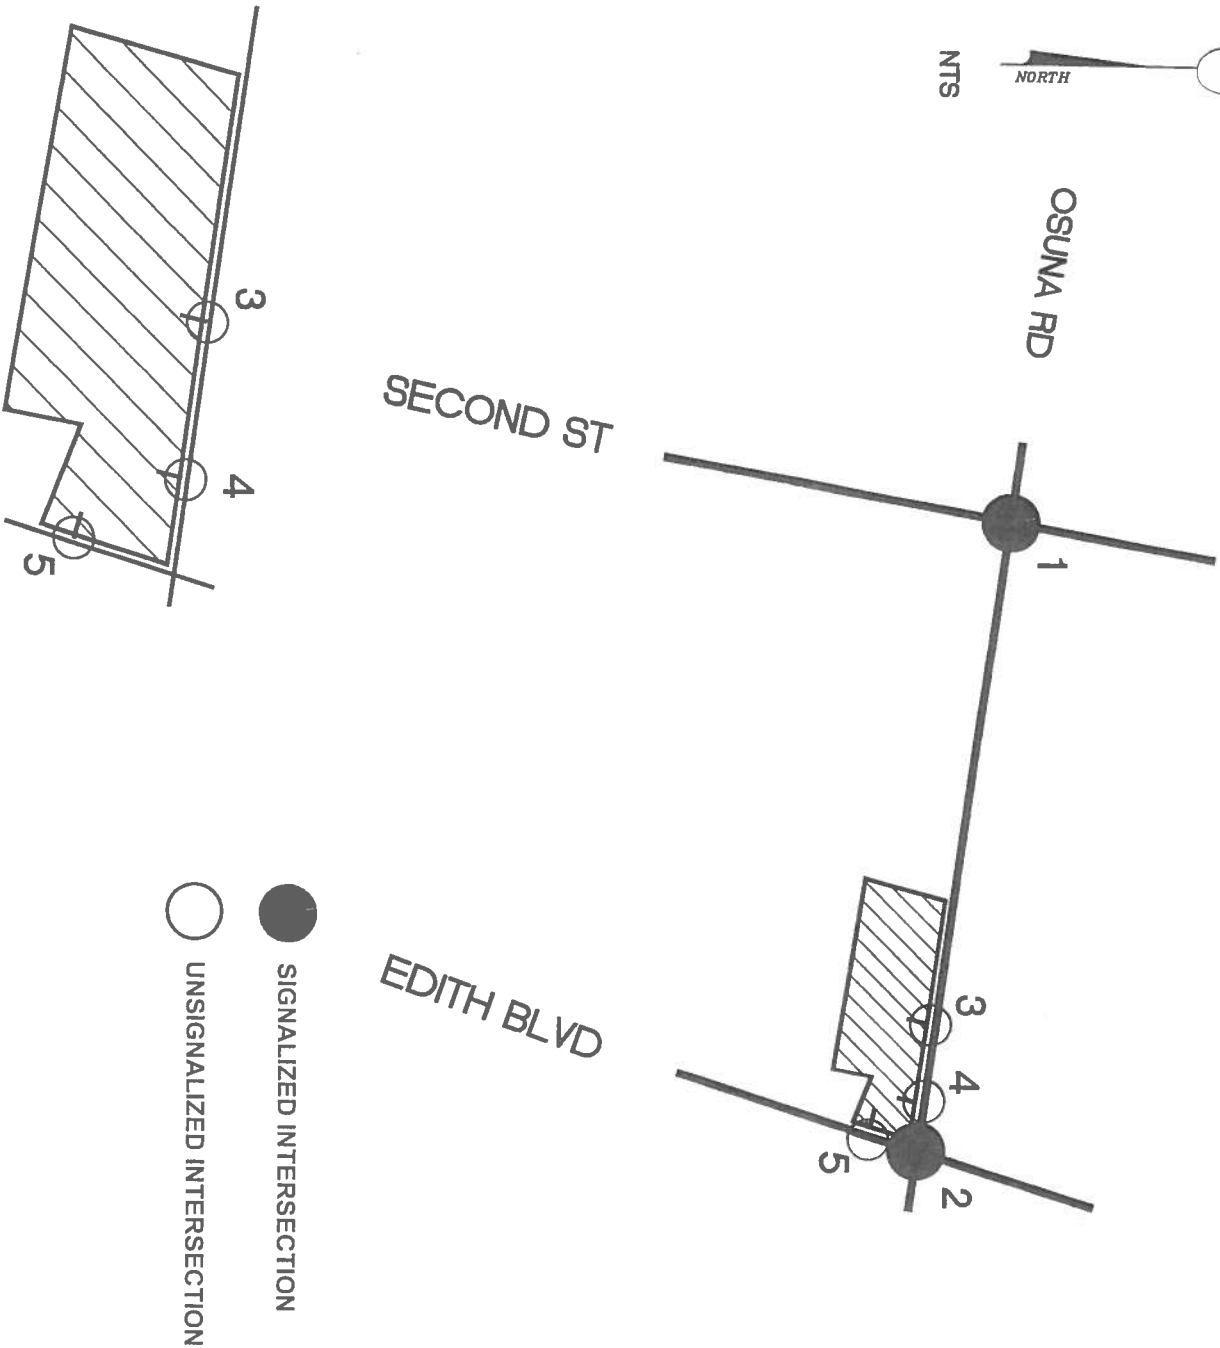 NTS
NORTH
OSUNA RD
SECOND ST
1
3
4
5
3
4
5
2
EDITH BLVD
SIGNALIZED INTERSECTION
UNSIGNALIZED INTERSECTION